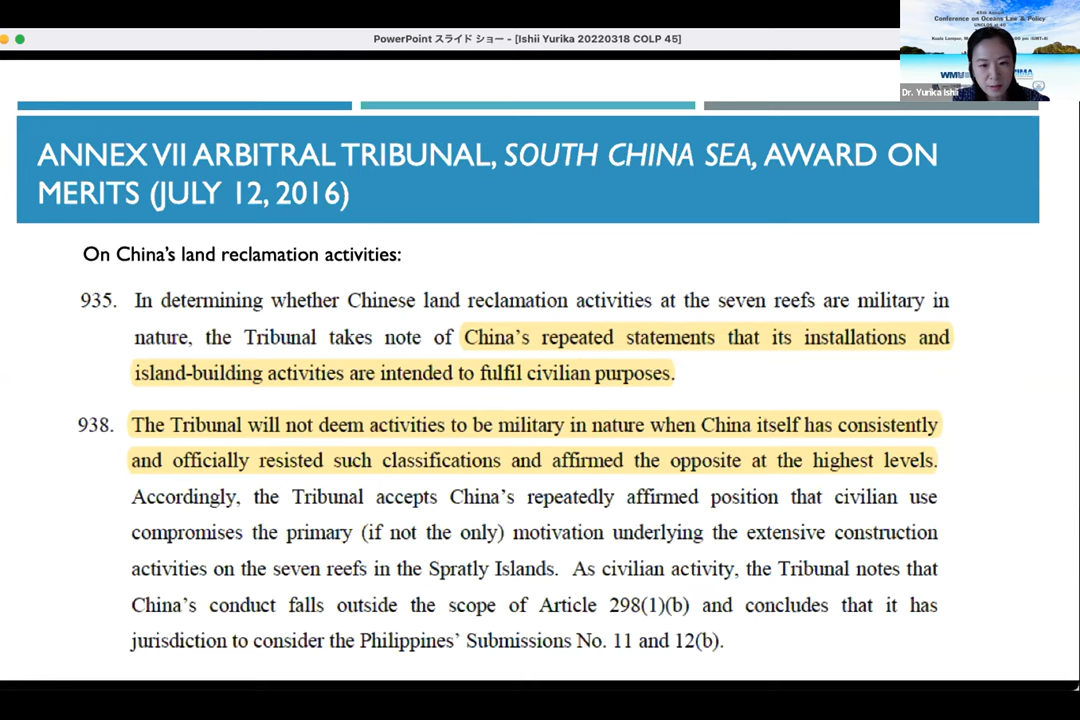 45th Annual
Conference on Oceans Law & Policy
PowerPoint スライド ショー - [Ishii Yurika 20220318 COLP 45]
Dr. Yurika Ishii
ANNEX VII ARBITRAL TRIBUNAL, SOUTH CHINA SEA, AWARD ON
MERITS (JULY 12, 2016)
On China's land reclamation activities:
935. In determining whether Chinese land reclamation activities at the seven reefs are military in
nature, the Tribunal takes note of China's repeated statements that its installations and
island-building activities are intended to fulfil civilian purposes.
938. The Tribunal will not deem activities to be military in nature when China itself has consistently
and officially resisted such classifications and affirmed the opposite at the highest levels.
Accordingly, the Tribunal accepts China's repeatedly affirmed position that civilian use
compromises the primary (if not the only) motivation underlying the extensive construction
activities on the seven reefs in the Spratly Islands. As civilian activity, the Tribunal notes that
China's conduct falls outside the scope of Article 298(1)(b) and concludes that it has
jurisdiction to consider the Philippines' Submissions No. 11 and 12(b).